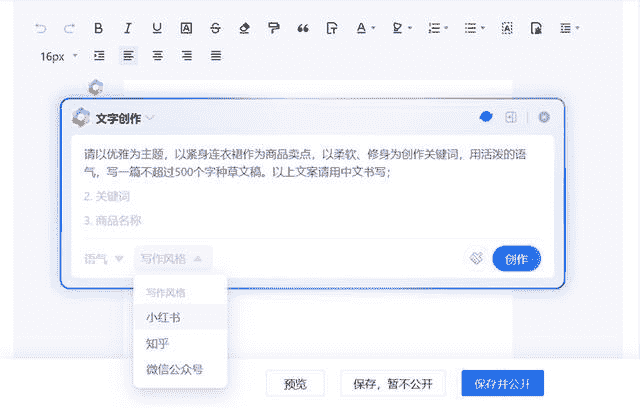 B I U A S A
16px
文字创作
请以优雅为主题，以紧身连衣裙作为商品卖点，以柔软、修身为创作关键词，用活泼的语
气，写一篇不超过500个字种草文稿。以上文案请用中文书写；
2. 关键词
3. 商品名称
语气 写作风格 创作
写作风格
小红书
知乎
微信公众号
预览 保存，暂不公开 保存并公开